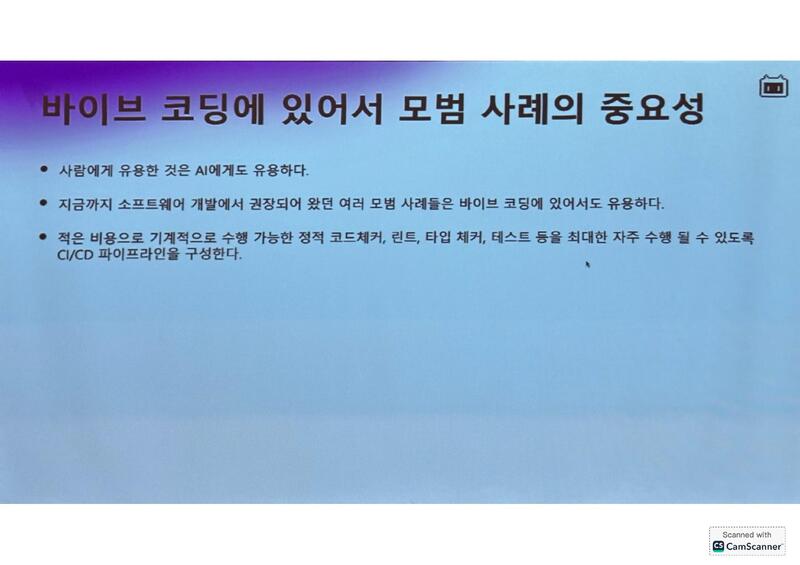 바이브 코딩에 있어서 모범 사례의 중요성
• 사람에게 유용한 것은 AI에게도 유용하다.
• 지금까지 소프트웨어 개발에서 권장되어 왔던 여러 모범 사례들은 바이브 코딩에 있어서도 유용하다.
• 적은 비용으로 기계적으로 수행 가능한 정적 코드체커, 린트, 타입 체커, 테스트 등을 최대한 자주 수행 될 수 있도록
CI/CD 파이프라인을 구성한다.
Scanned with
CS CamScanner